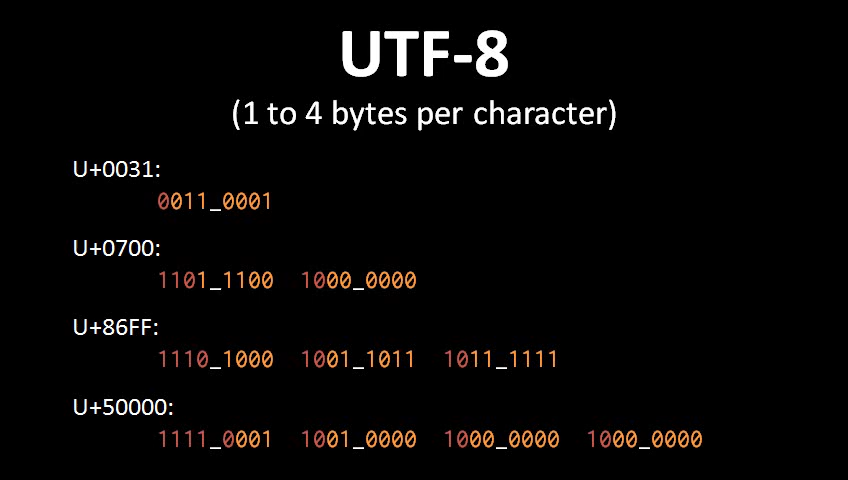 UTF-8
(1 to 4 bytes per character)
U+0031:
0011_0001
U+0700:
1101_1100 1000_0000
U+86FF:
1110_1000 1001_1011 1011_1111
U+50000:
1111_0001 1001_0000 1000_0000 1000_0000